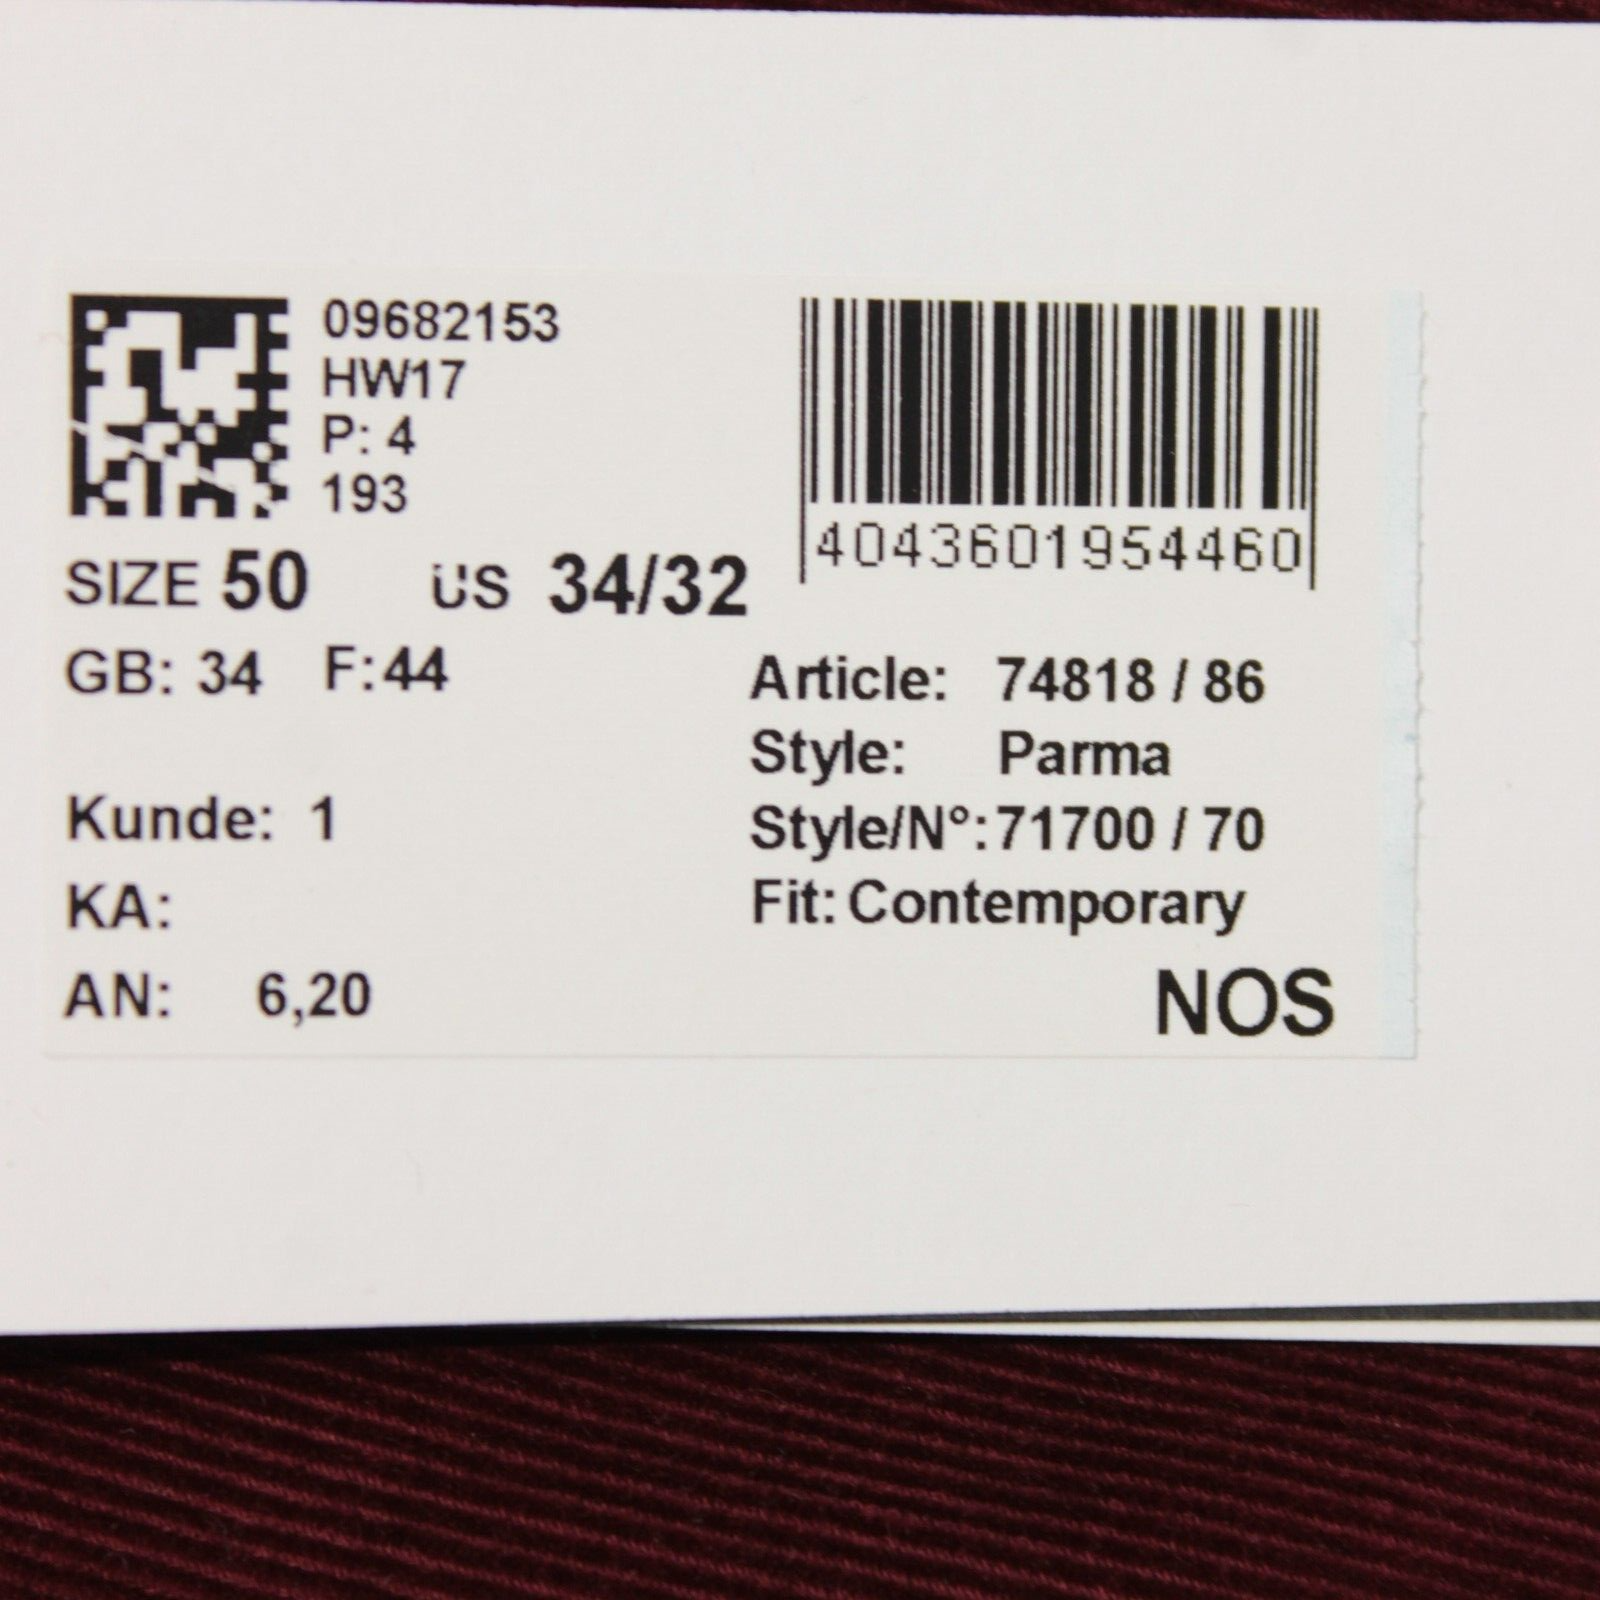 09682153
HW17
P: 4
193
4043601954460
SIZE 50 US 34/32
GB: 34 F:44
Article: 74818 / 86
Style: Parma
Style/N°:71700 / 70
Fit: Contemporary
Kunde: 1
KA:
AN: 6,20
NOS